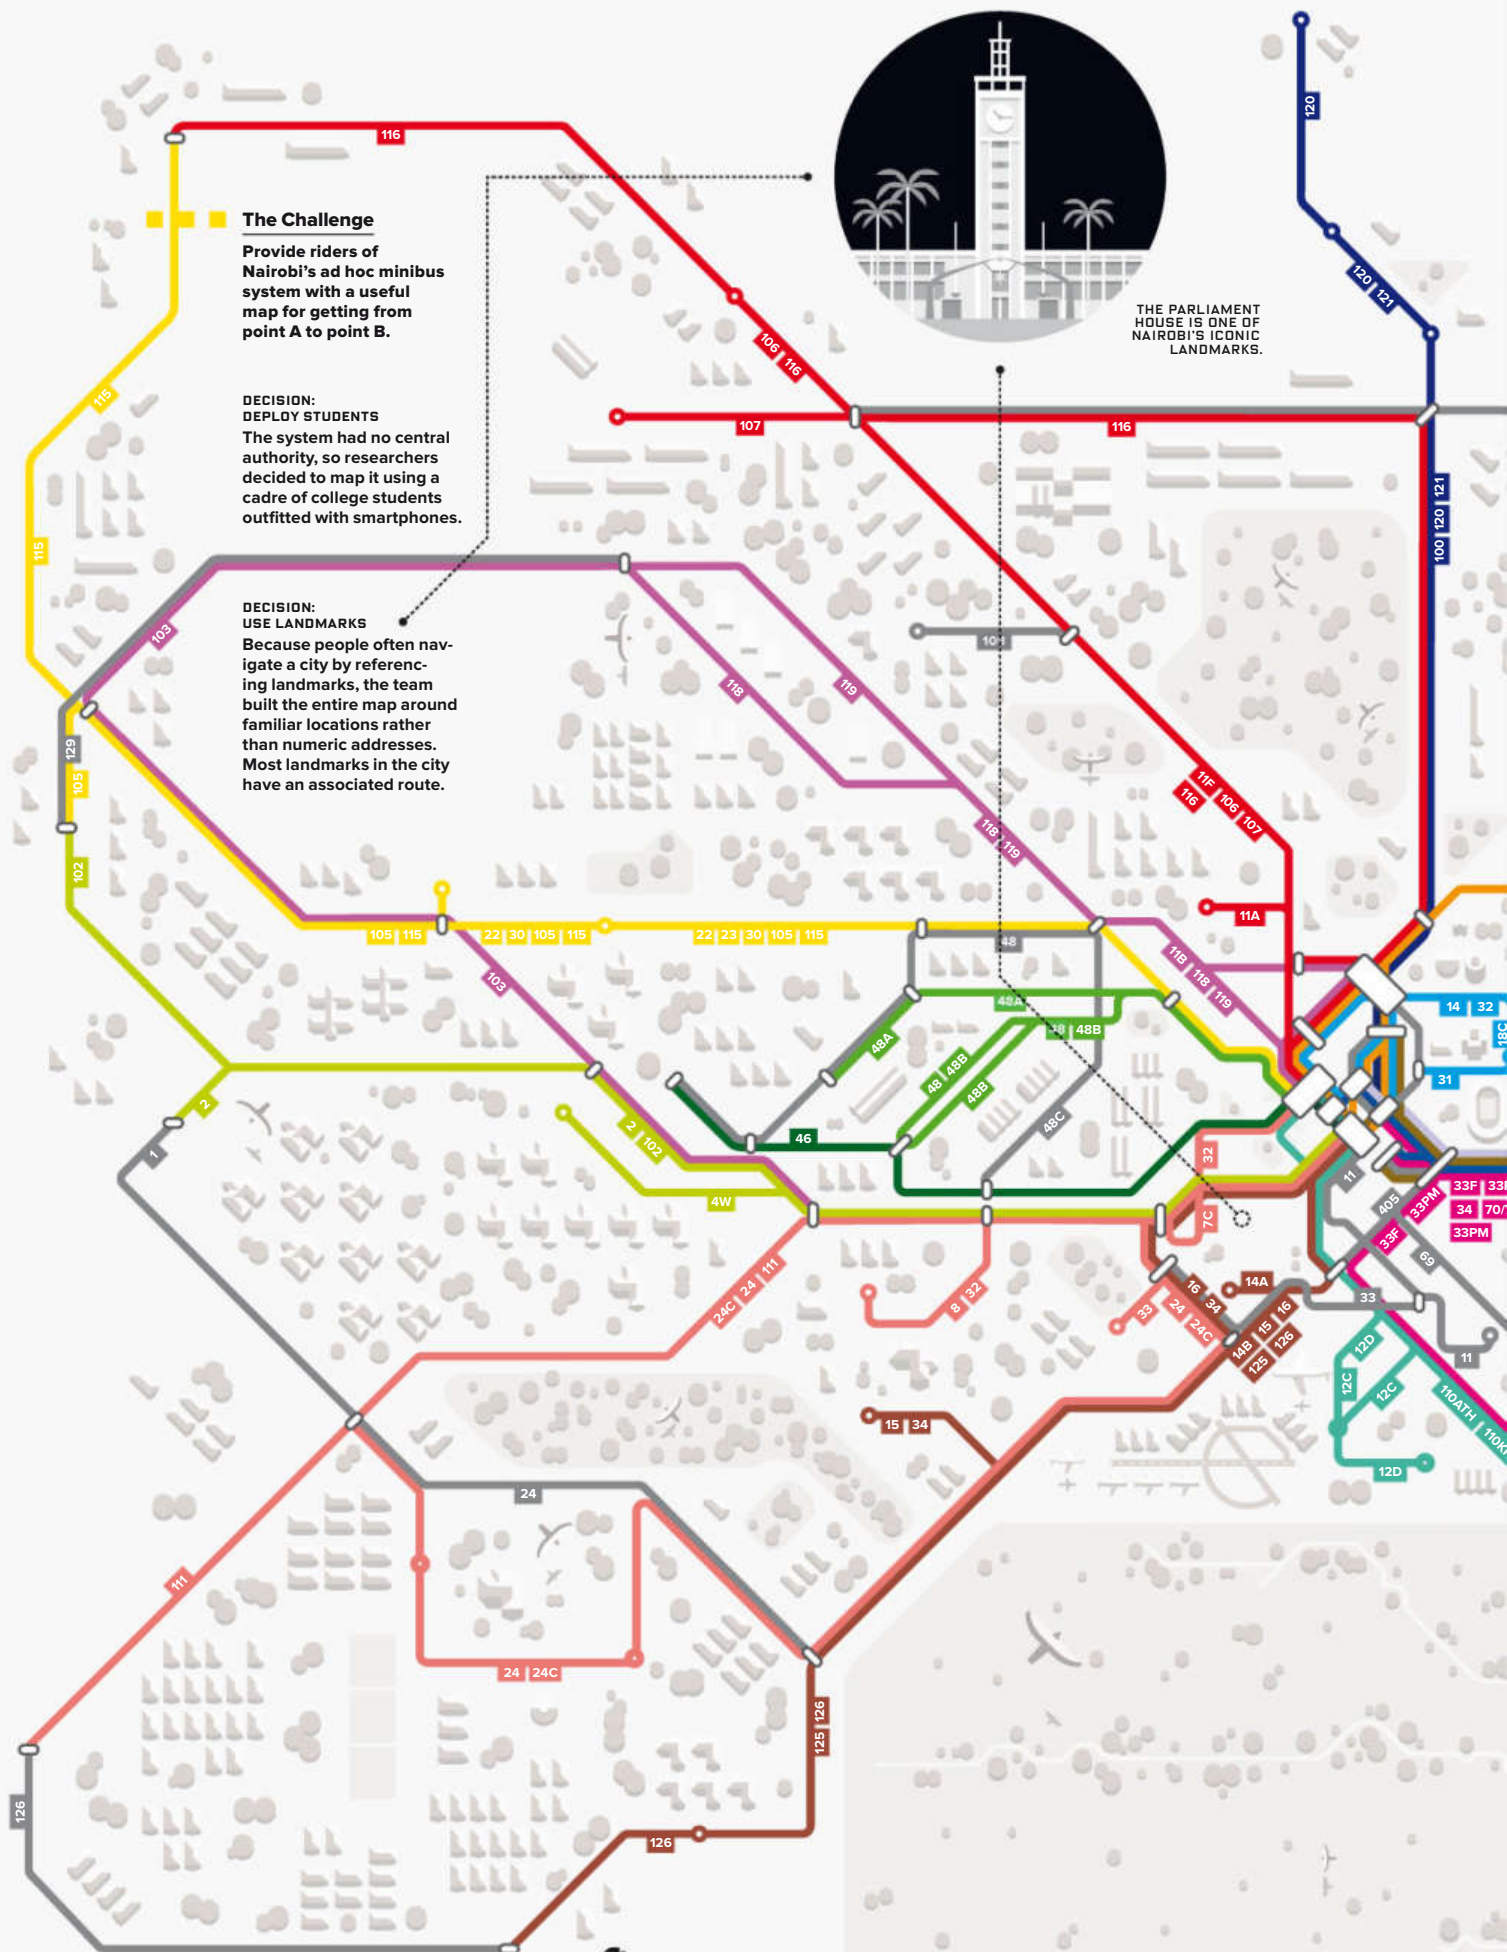 116
120
The Challenge
Provide riders of
Nairobi's ad hoc minibus
system with a useful
map for getting from
point A to point B.
120 121
THE PARLIAMENT
HOUSE IS ONE OF
NAIROBI'S ICONIC
LANDMARKS.
106 116
115
DECISION:
DEPLOY STUDENTS
The system had no central
authority, so researchers
decided to map it using a
cadre of college students
outfitted with smartphones.
107
116
100 120 121
115
DECISION:
USE LANDMARKS
Because people often nav-
igate a city by referenc-
ing landmarks, the team
built the entire map around
familiar locations rather
than numeric addresses.
Most landmarks in the city
have an associated route.
103
118
119
129
105
11F 106 107
116
118 119
102
11A
105 115
22 30 105 115
22 23 30 105 115
48
11B 118 119
103
48A
14 32
18C
48A
48 48B
48 48B
48B
31
2
2 102
46
48C
32
1
4W
7C
11
405
33PM
33F
33F
34
33PM
69
24C 24 111
8 32
33
16 34
24 24C
14A
14B 15 16
125 126
33
11
12D
12C
12C
110ATH
12D
15 34
24
111
24 24C
125 126
126
126